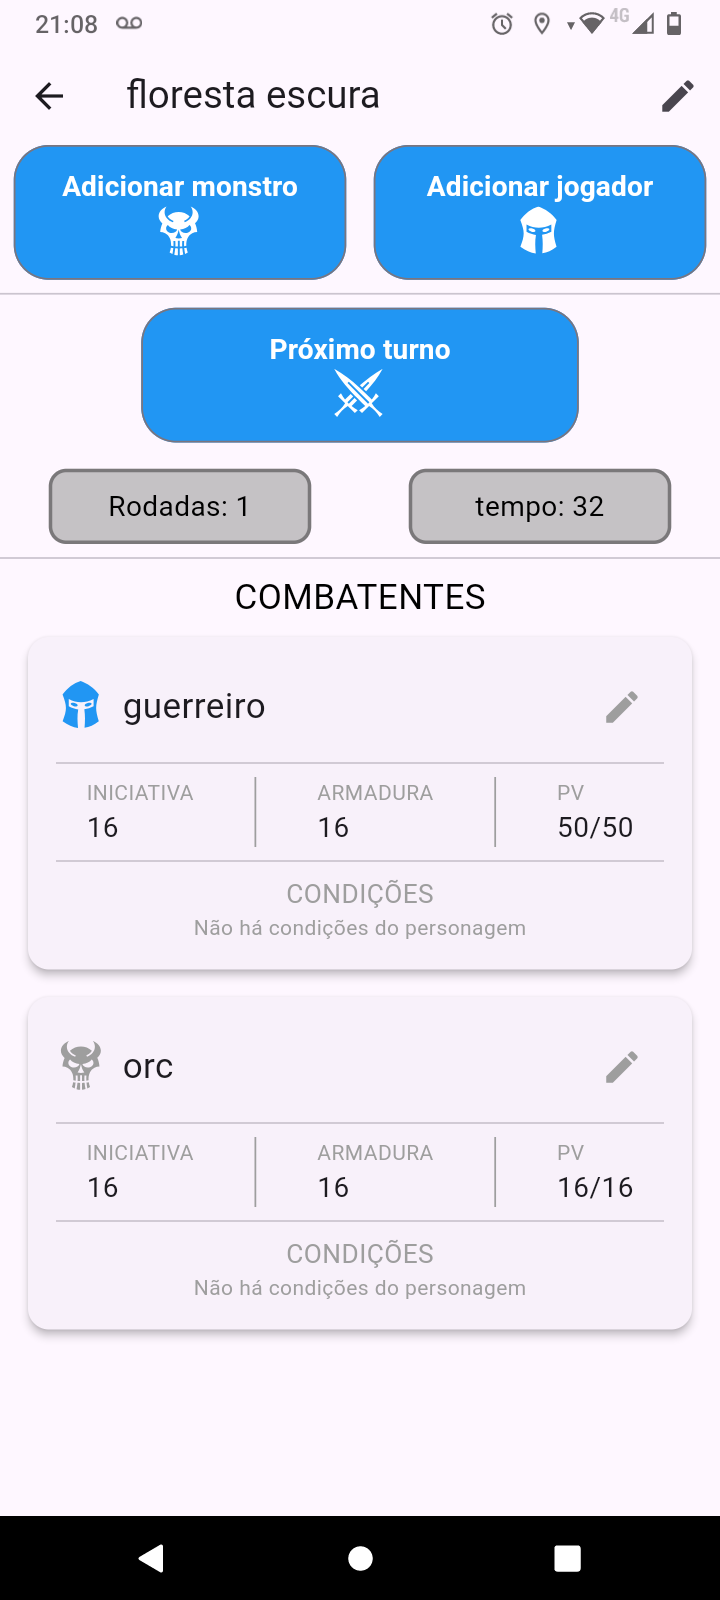 21:08
4G
floresta escura
Adicionar monstro
Adicionar jogador
Próximo turno
Rodadas: 1
tempo: 32
COMBATENTES
guerreiro
INICIATIVA
ARMADURA
PV
16
16
50/50
CONDIÇÕES
Não há condições do personagem
orc
INICIATIVA
ARMADURA
PV
16
16
16/16
CONDIÇÕES
Não há condições do personagem